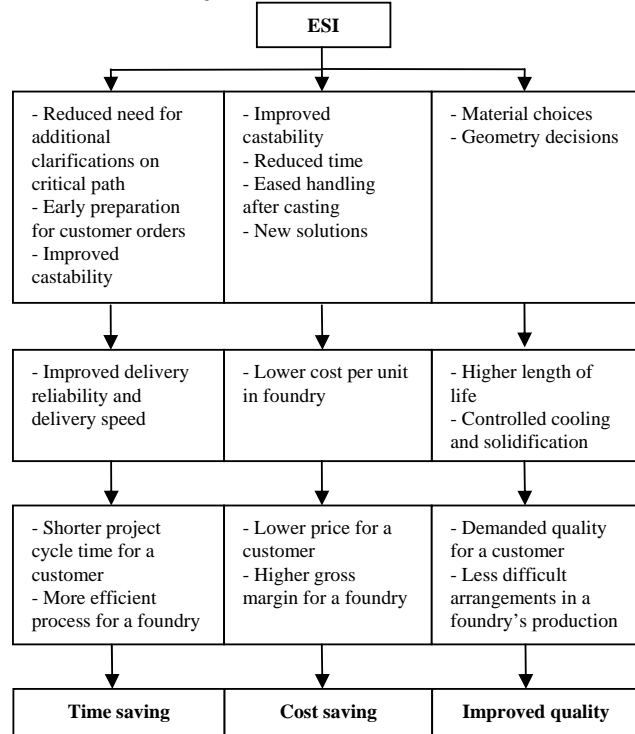 ESI
- Reduced need for
additional
clarifications on
critical path
- Early preparation
for customer orders
- Improved
castability
- Improved
castability
- Reduced time
- Eased handling
after casting
- New solutions
- Material choices
- Geometry decisions
- Improved delivery
reliability and
delivery speed
- Lower cost per unit
in foundry
- Higher length of
life
- Controlled cooling
and solidification
- Shorter project
cycle time for a
customer
- More efficient
process for a foundry
- Lower price for a
customer
- Higher gross
margin for a foundry
- Demanded quality
for a customer
- Less difficult
arrangements in a
foundry's production
Time saving
Cost saving
Improved quality